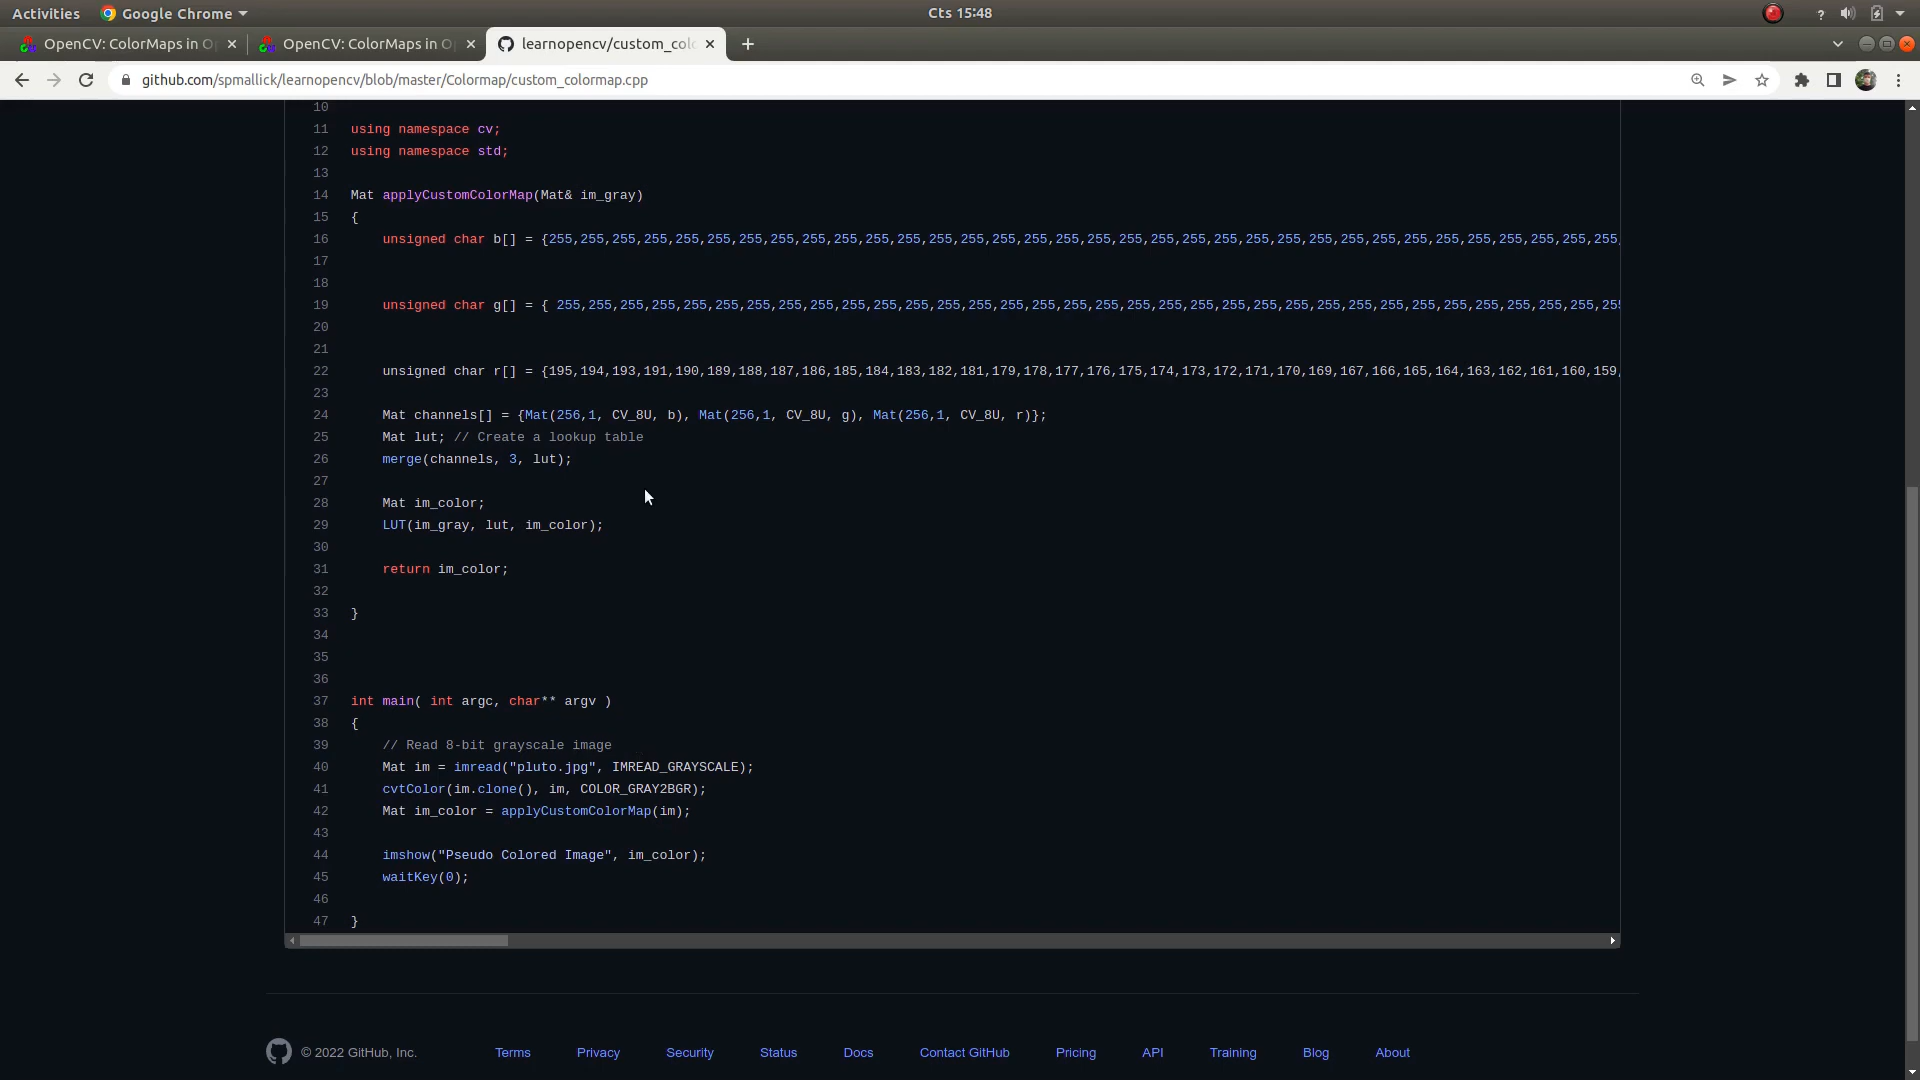 Activities
Google Chrome
Cts 15:48
?
OpenCV: ColorMaps in O
OpenCV: ColorMaps in O
learnopencv/custom_colo
github.com/spmallick/learnopencv/blob/master/Colormap/custom_colormap.cpp
10
11 using namespace cv;
12 using namespace std;
13
14 Mat applyCustomColorMap(Mat& im_gray)
15 {
16 unsigned char b[] = {255,255,255,255,255,255,255,255,255,255,255,255,255,255,255,255,255,255,255,255,255,255,255,255,255,255,255,255,255,255,255,255,255,255,
17
18
19 unsigned char g[] = { 255,255,255,255,255,255,255,255,255,255,255,255,255,255,255,255,255,255,255,255,255,255,255,255,255,255,255,255,255,255,255,255,255,255
20
21
22 unsigned char r[] = {195,194,193,191,190,189,188,187,186,185,184,183,182,181,179,178,177,176,175,174,173,172,171,170,169,167,166,165,164,163,162,161,160,159,
23
24 Mat channels[] = {Mat(256,1, CV_8U, b), Mat(256,1, CV_8U, g), Mat(256,1, CV_8U, r)};
25 Mat lut; // Create a lookup table
26 merge(channels, 3, lut);
27
28 Mat im_color;
29 LUT(im_gray, lut, im_color);
30
31 return im_color;
32
33 }
34
35
36
37 int main( int argc, char** argv )
38 {
39 // Read 8-bit grayscale image
40 Mat im = imread("pluto.jpg", IMREAD_GRAYSCALE);
41 cvtColor(im.clone(), im, COLOR_GRAY2BGR);
42 Mat im_color = applyCustomColorMap(im);
43
44 imshow("Pseudo Colored Image", im_color);
45 waitKey(0);
46
47 }
© 2022 GitHub, Inc. Terms Privacy Security Status Docs Contact GitHub Pricing API Training Blog About